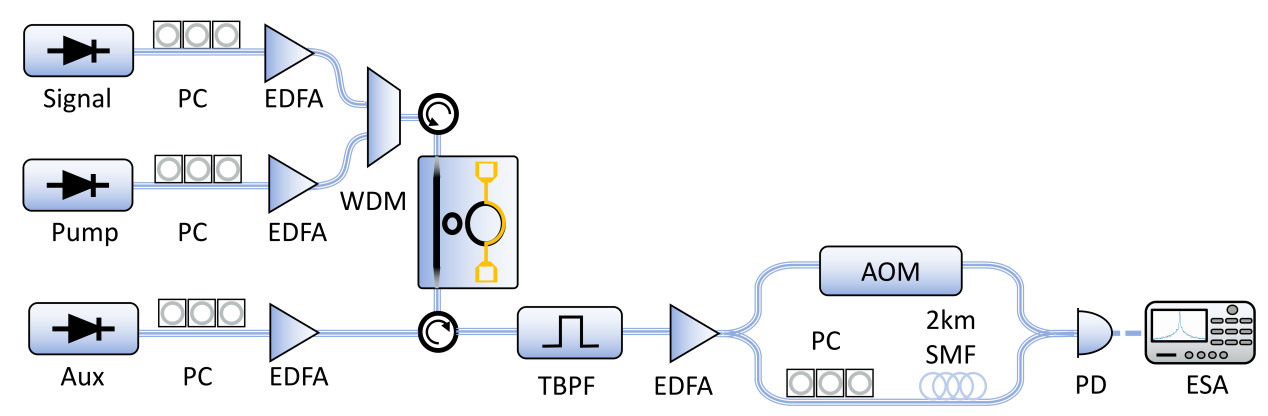 Signal
PC
EDFA
Pump
PC
EDFA
WDM
Aux
PC
EDFA
TBPF
EDFA
AOM
PC
2km
SMF
PD
ESA